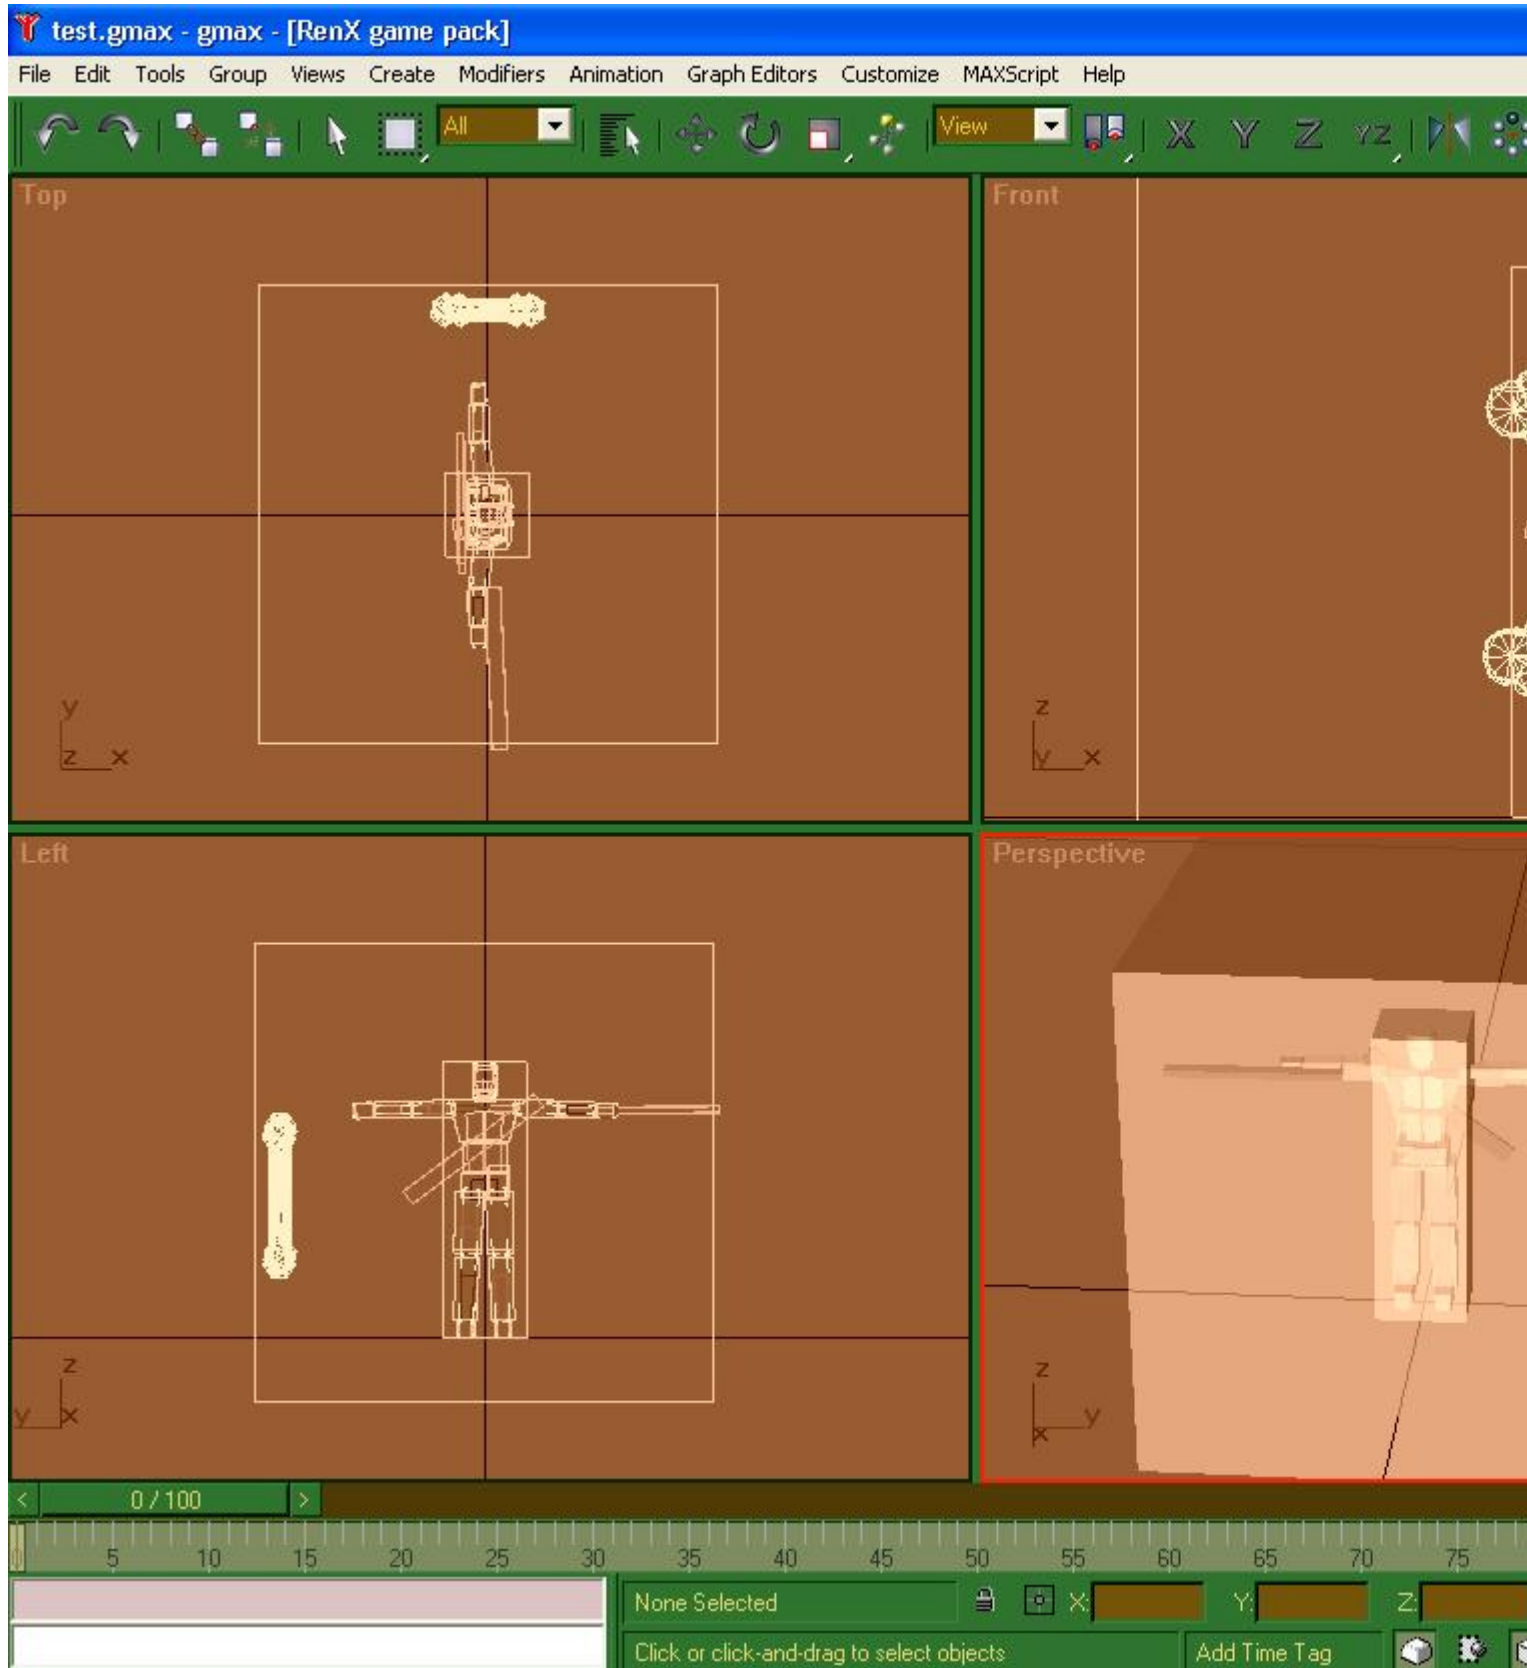 test.gmax - gmax - [RenX game pack]
File Edit Tools Group Views Create Modifiers Animation Graph Editors Customize MAXScript Help
All View X Y Z YZ
Top
Front
y
z x
z
y x
Left
Perspective
z
y x
z
y
x
< 0 / 100 >
0 5 10 15 20 25 30 35 40 45 50 55 60 65 70 75
None Selected X: Y: Z:
Click or click-and-drag to select objects Add Time Tag